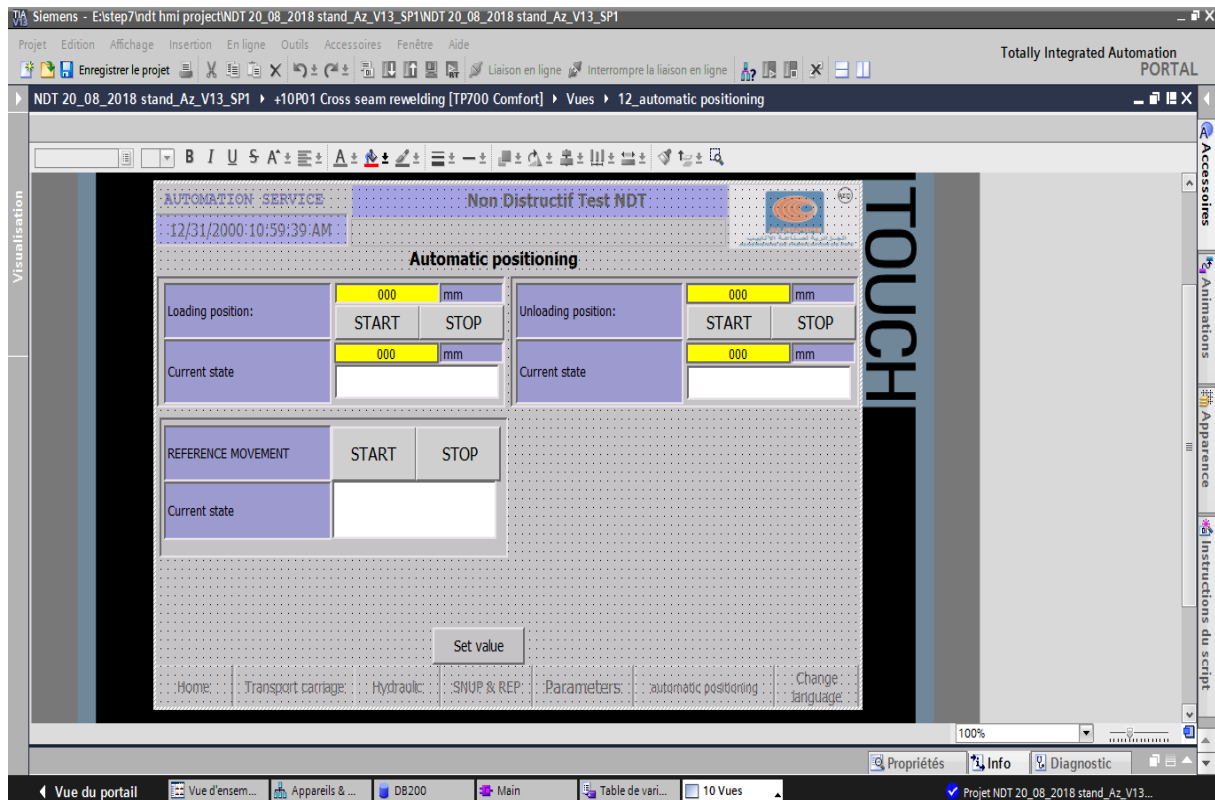 Siemens - E:\step7\ndt hmi project\NDT 20_08_2018 stand_Az_V13_SP1\NDT 20_08_2018 stand_Az_V13_SP1
Projet Edition Affichage Insertion En ligne Outils Accessoires Fenêtre Aide
Totally Integrated Automation
PORTAL
Enregistrer le projet Liaison en ligne Interrompre la liaison en ligne
NDT 20_08_2018 stand_Az_V13_SP1 ▸ +10P01 Cross seam rewelding [TP700 Comfort] ▸ Vues ▸ 12_automatic positioning
Visualisation
AUTOMATION SERVICE
Non Distructif Test NDT
12/31/2000 10:59:39 AM
Automatic positioning
Loading position:
000 mm
START STOP
Current state
000 mm
Unloading position:
000 mm
START STOP
Current state
000 mm
REFERENCE MOVEMENT
START STOP
Current state
Set value
Home Transport carriage Hydraulic SNUP & REP Parameters automatic positioning Change language
TOUCH
Accessoires
Animations
Apparence
Instructions du script
100%
Propriétés Info Diagnostic
Vue du portail Vue d'ensem... Appareils & ... DB200 Main Table de vari... 10 Vues Projet NDT 20_08_2018 stand_Az_V13...